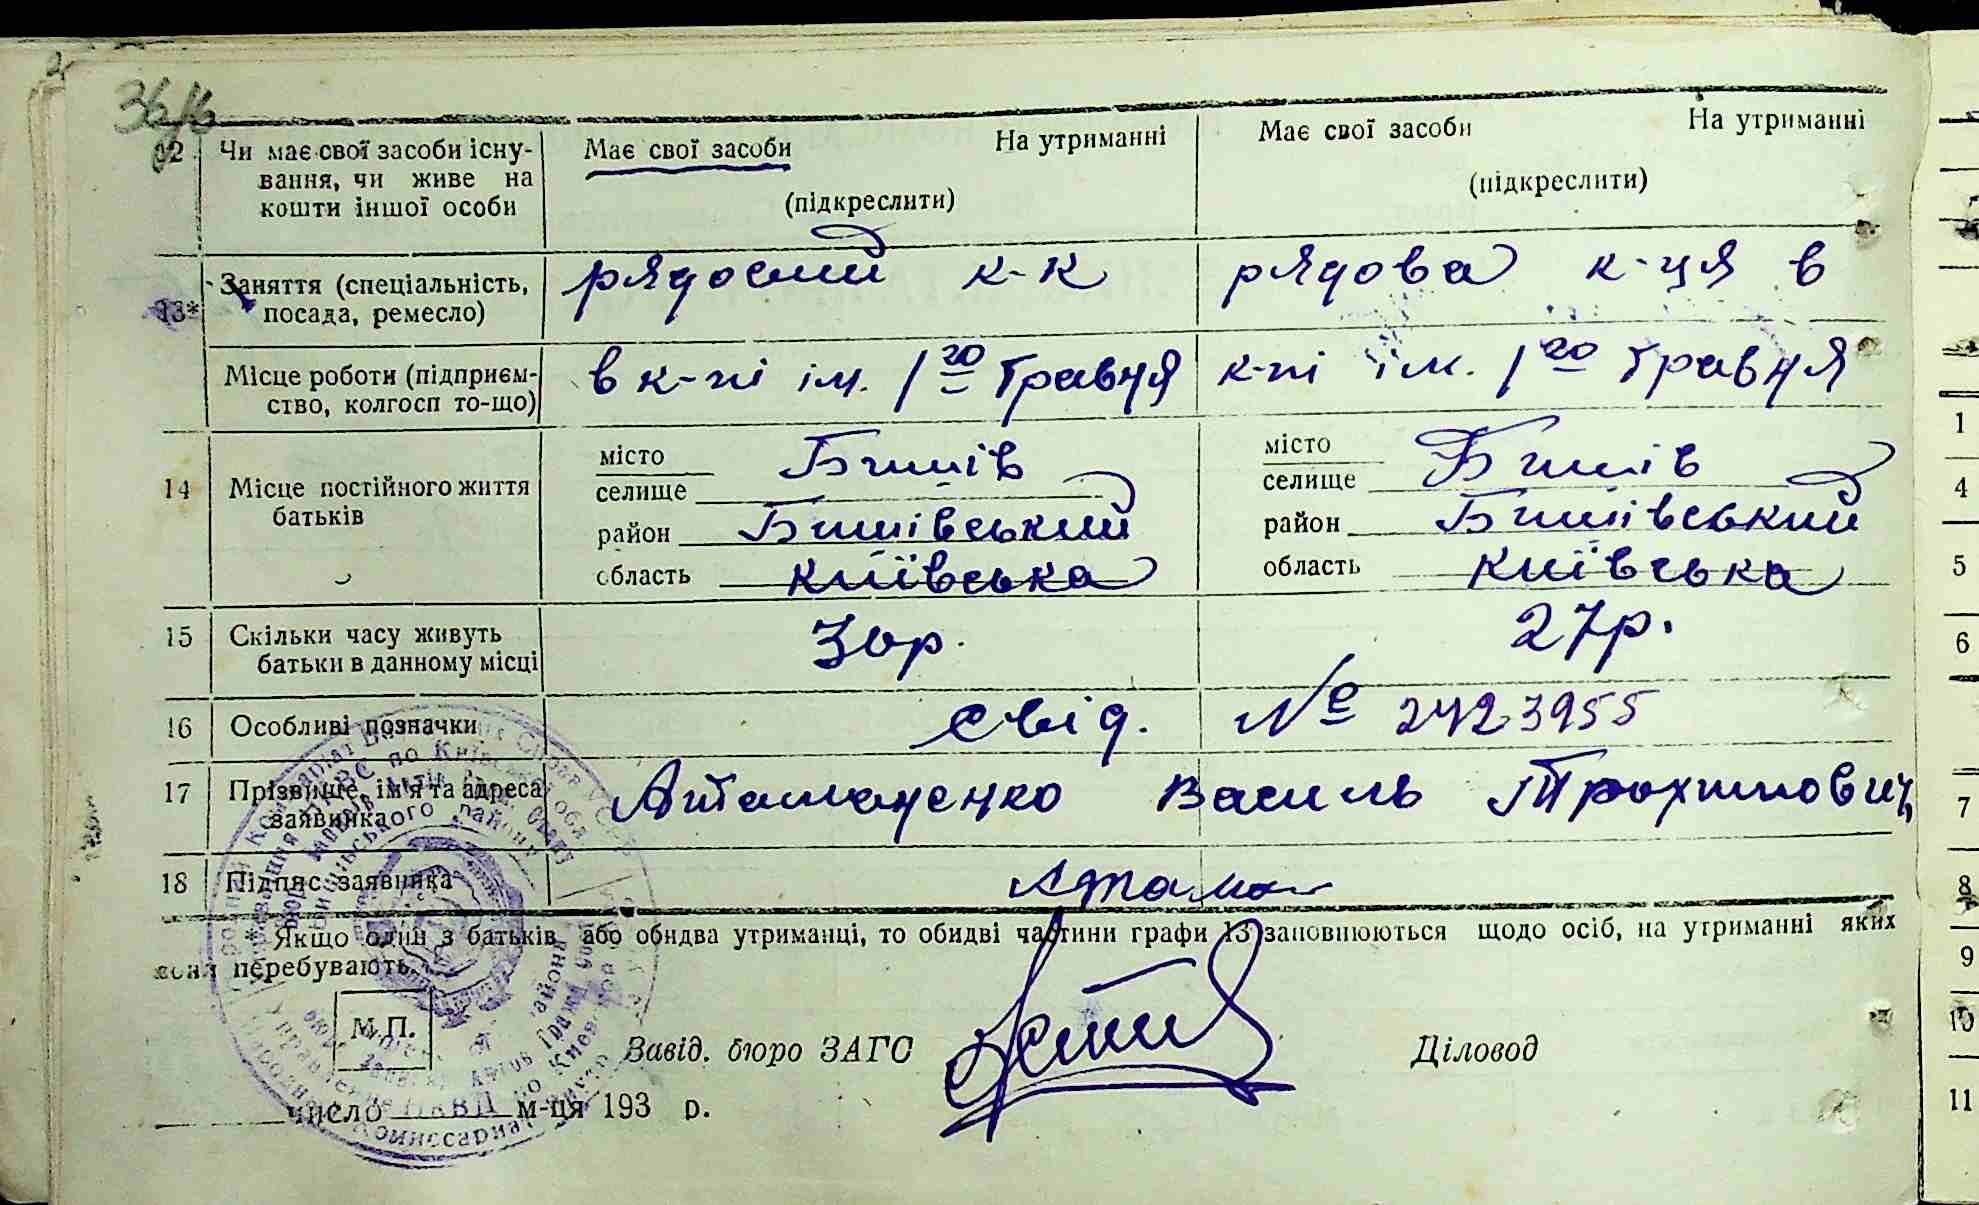 36/б
12 Чи має свої засоби існу-
вання, чи живе на
кошти іншої особи
Має свої засоби На утриманні
(підкреслити)
Має свої засоби На утриманні
(підкреслити)
13* Заняття (спеціальність,
посада, ремесло)
рядовий к-к
рядова к-ця в
Місце роботи (підприєм-
ство, колгосп то-що)
в к-пі ім. 1го Травня
к-пі ім. 1го Травня
14 Місце постійного життя
батьків
місто
селище Бишів
район Бишівський
область Київська
місто
селище Бишів
район Бишівський
область Київська
15 Скільки часу живуть
батьки в данному місці
30р.
27р.
16 Особливі позначки
свід. № 2423955
17 Прізвище, ім'я та адреса
заявника
Атаманенко Василь Трохимович
18 Підпис заявника
Атаман
* Якщо один з батьків або обидва утриманці, то обидві частини графи 13 заповнюються щодо осіб, на утриманні яких
вони перебувають.
М.П.
Завід. бюро ЗАГС Діловод
число м-ця 193 р.
1
4
5
6
7
8
9
10
11